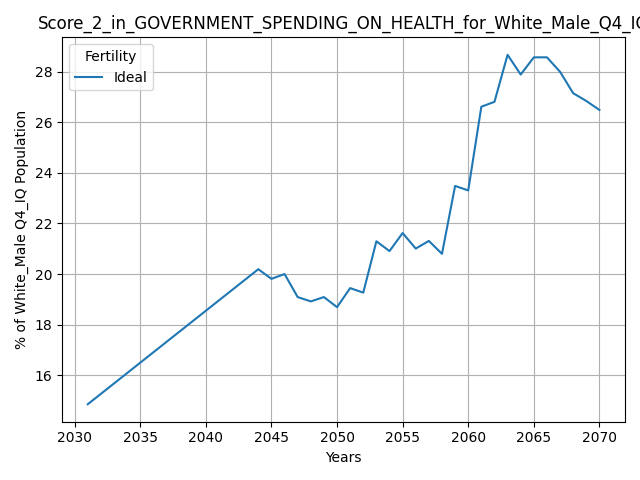 Score_2_in_GOVERNMENT_SPENDING_ON_HEALTH_for_White_Male_Q4_IQ
Fertility
Ideal
% of White_Male Q4_IQ Population
28
26
24
22
20
18
16
2030 2035 2040 2045 2050 2055 2060 2065 2070
Years